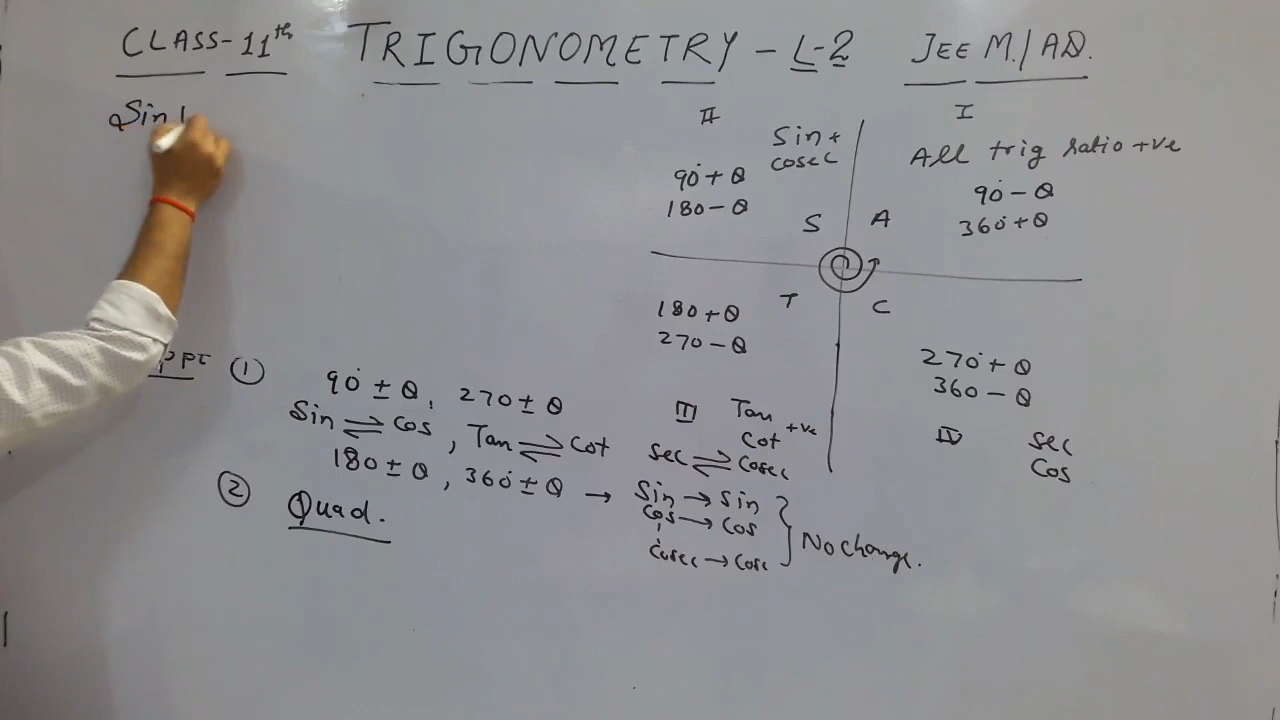 CLASS-11th TRIGONOMETRY - L-2 JEE M./AD.
Sin
II
Sin +
cosec
90°+ θ
180 - θ
S
I
All trig ratio +ve
90° - θ
360° + θ
A
180 + θ
270 - θ
T
III Tan
Cot +ve
C
270° + θ
360 - θ
IV sec
Cos
① 90° ± θ, 270 ± θ
Sin ⇌ Cos, Tan ⇌ Cot sec ⇌ Cosec
② 180 ± θ, 360° ± θ → Sin → Sin
Cos → Cos
Cosec → Cosec
No change.
Quad.